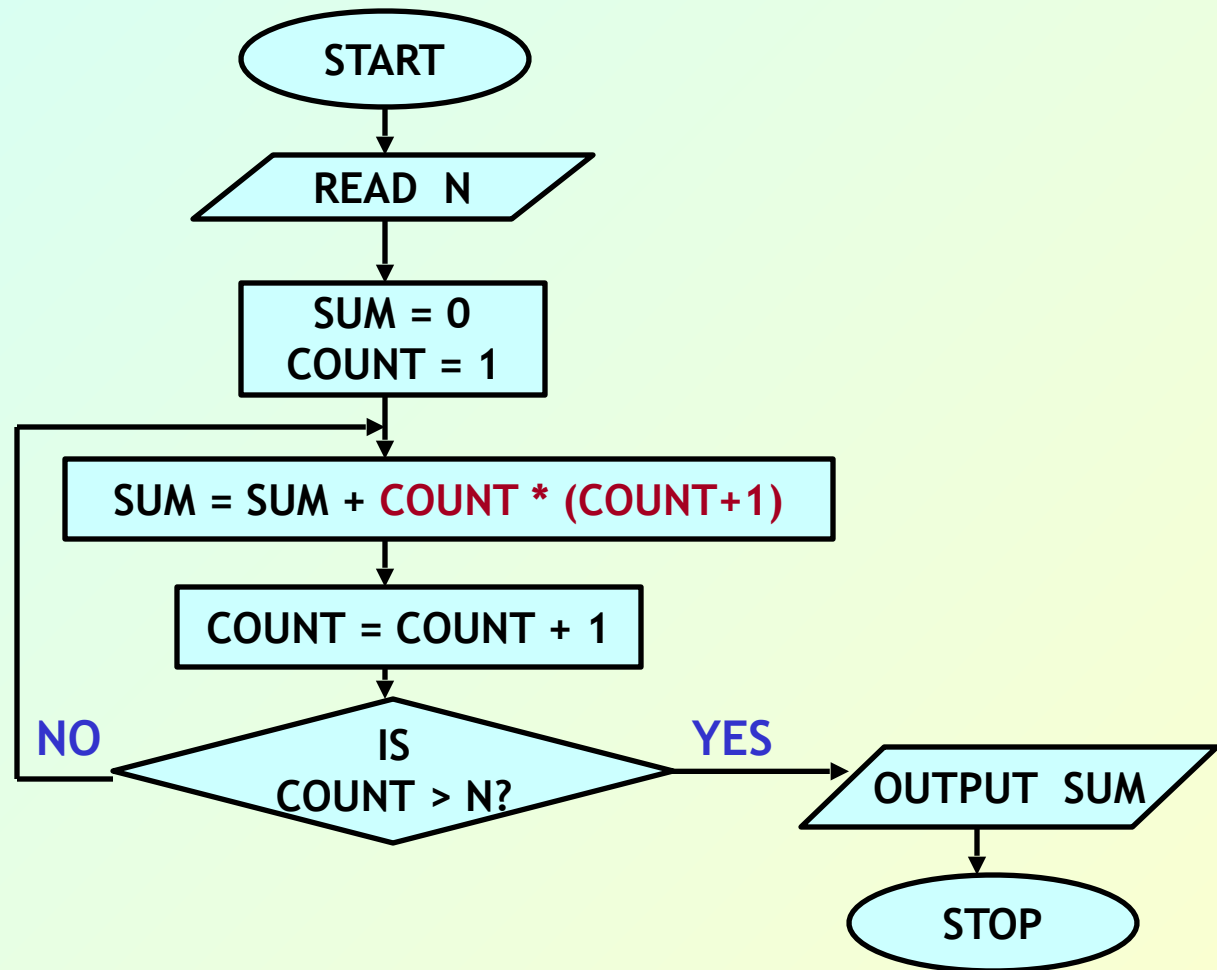 START
READ N
SUM = 0
COUNT = 1
SUM = SUM + COUNT * (COUNT+1)
COUNT = COUNT + 1
IS
COUNT > N?
NO
YES
OUTPUT SUM
STOP